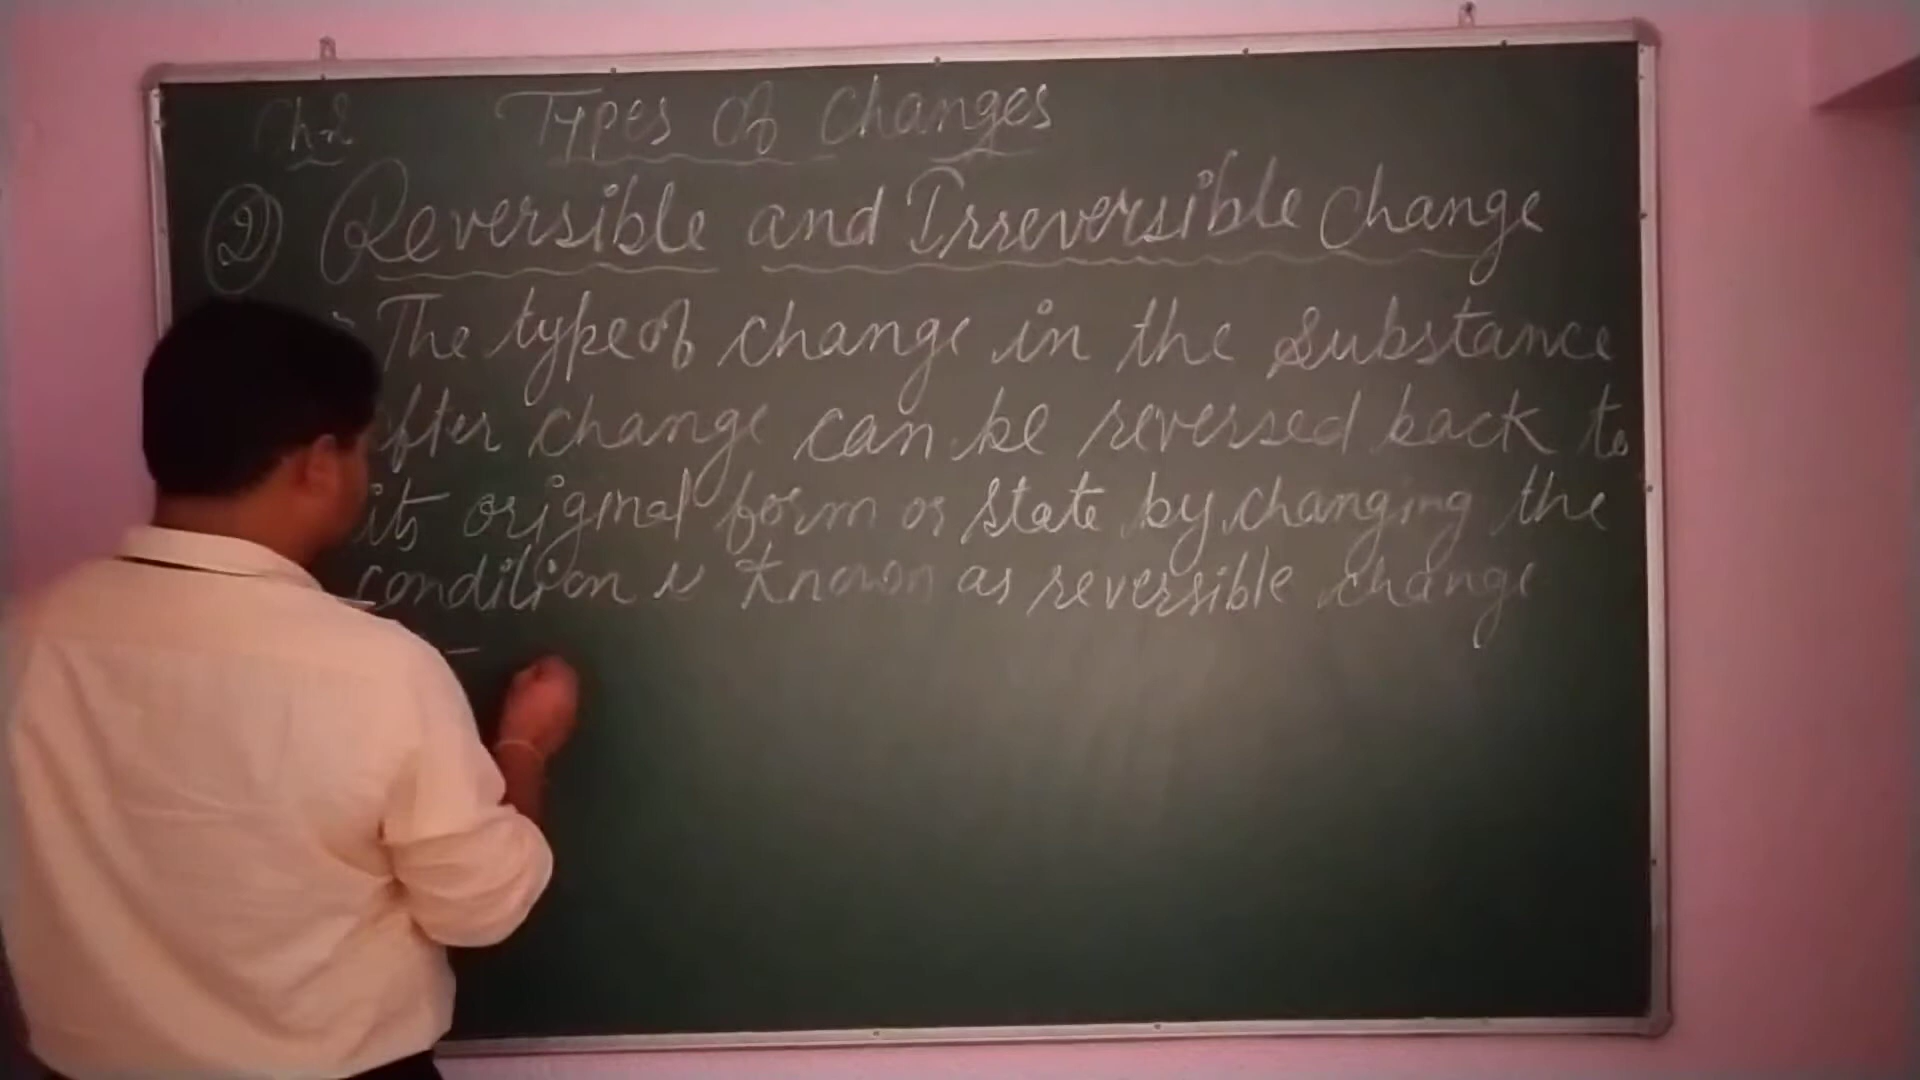 Ch-2 Types of Changes
② Reversible and Irreversible Change
The type of change in the substance
after change can be reversed back to
its original form or state by changing the
condition is known as reversible change